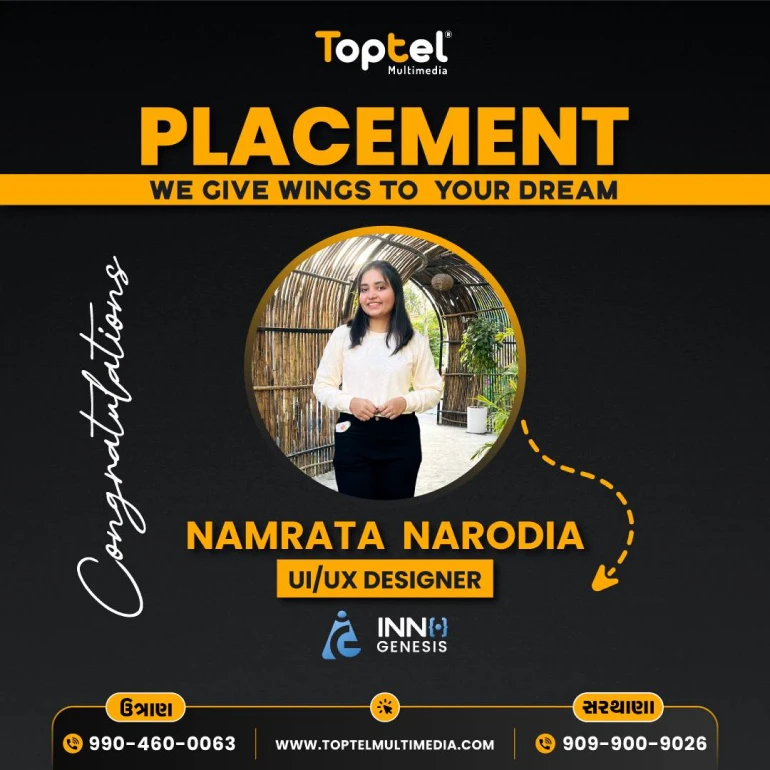 Toptel®
Multimedia
PLACEMENT
WE GIVE WINGS TO YOUR DREAM
Congratulations
NAMRATA NARODIA
UI/UX DESIGNER
INNO
GENESIS
ઉત્રાણ
સરથાણા
990-460-0063
WWW.TOPTELMULTIMEDIA.COM
909-900-9026